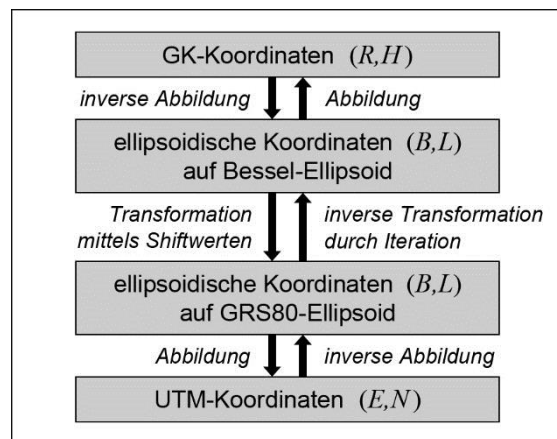 GK-Koordinaten (R,H)
inverse Abbildung
Abbildung
ellipsoidische Koordinaten (B,L)
auf Bessel-Ellipsoid
Transformation
mittels Shiftwerten
inverse Transformation
durch Iteration
ellipsoidische Koordinaten (B,L)
auf GRS80-Ellipsoid
Abbildung
inverse Abbildung
UTM-Koordinaten (E,N)